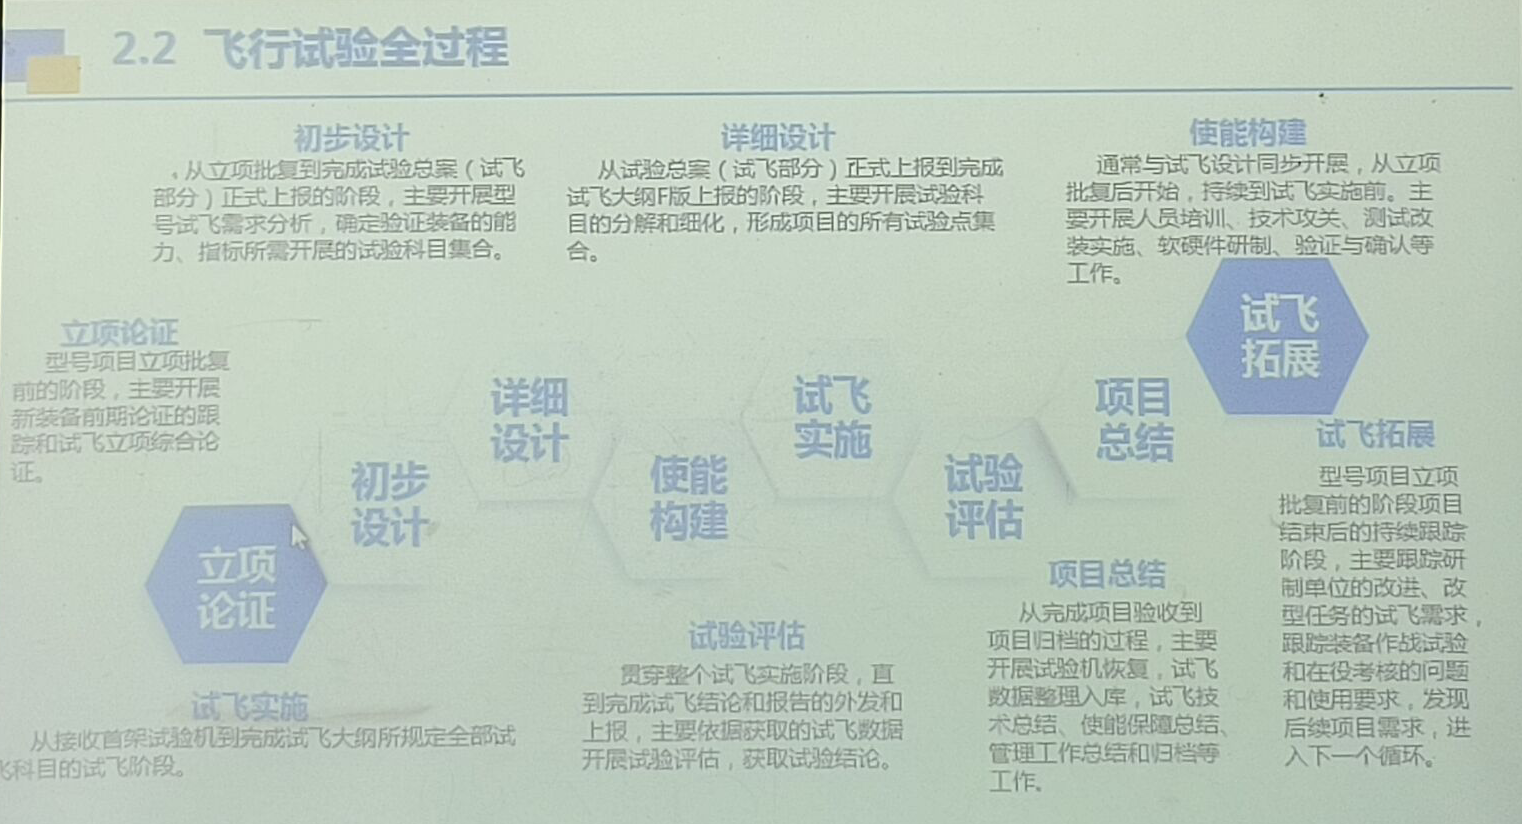 2.2 飞行试验全过程
初步设计
从立项批复到完成试验总案（试飞
部分）正式上报的阶段，主要开展型
号试飞需求分析，确定验证装备的能
力、指标所需开展的试验科目集合。
详细设计
从试验总案（试飞部分）正式上报到完成
试飞大纲F版上报的阶段，主要开展试验科
目的分解和细化，形成项目的所有试验点集
合。
使能构建
通常与试飞设计同步开展，从立项
批复后开始，持续到试飞实施前。主
要开展人员培训、技术攻关、测试改
装实施、软硬件研制、验证与确认等
工作。
立项论证
型号项目立项批复
前的阶段，主要开展
新装备前期论证的跟
踪和试飞立项综合论
证。
立项
论证
初步
设计
详细
设计
使能
构建
试飞
实施
试验
评估
项目
总结
试飞
拓展
试飞实施
从接收首架试验机到完成试飞大纲所规定全部试
飞科目的试飞阶段。
试验评估
贯穿整个试飞实施阶段，直
到完成试飞结论和报告的外发和
上报，主要依据获取的试飞数据
开展试验评估，获取试验结论。
项目总结
从完成项目验收到
项目归档的过程，主要
开展试验机恢复，试飞
数据整理入库，试飞技
术总结、使能保障总结、
管理工作总结和归档等
工作。
试飞拓展
型号项目立项
批复前的阶段项目
结束后的持续跟踪
阶段，主要跟踪研
制单位的改进、改
型任务的试飞需求，
跟踪装备作战试验
和在役考核的问题
和使用要求，发现
后续项目需求，进
入下一个循环。